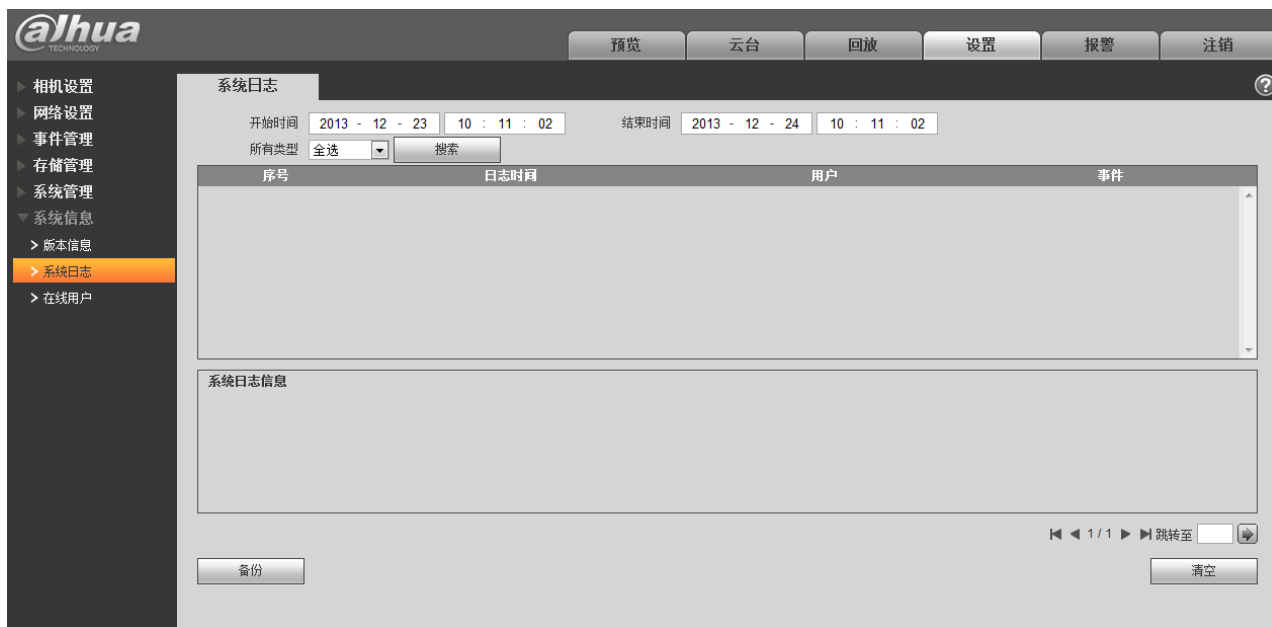 alhua
TECHNOLOGY
预览 云台 回放 设置 报警 注销
相机设置
网络设置
事件管理
存储管理
系统管理
系统信息
> 版本信息
> 系统日志
> 在线用户
系统日志 ?
开始时间 2013 - 12 - 23 10 : 11 : 02 结束时间 2013 - 12 - 24 10 : 11 : 02
所有类型 全选 搜索
序号 日志时间 用户 事件
系统日志信息
1 / 1 跳转至
备份 清空